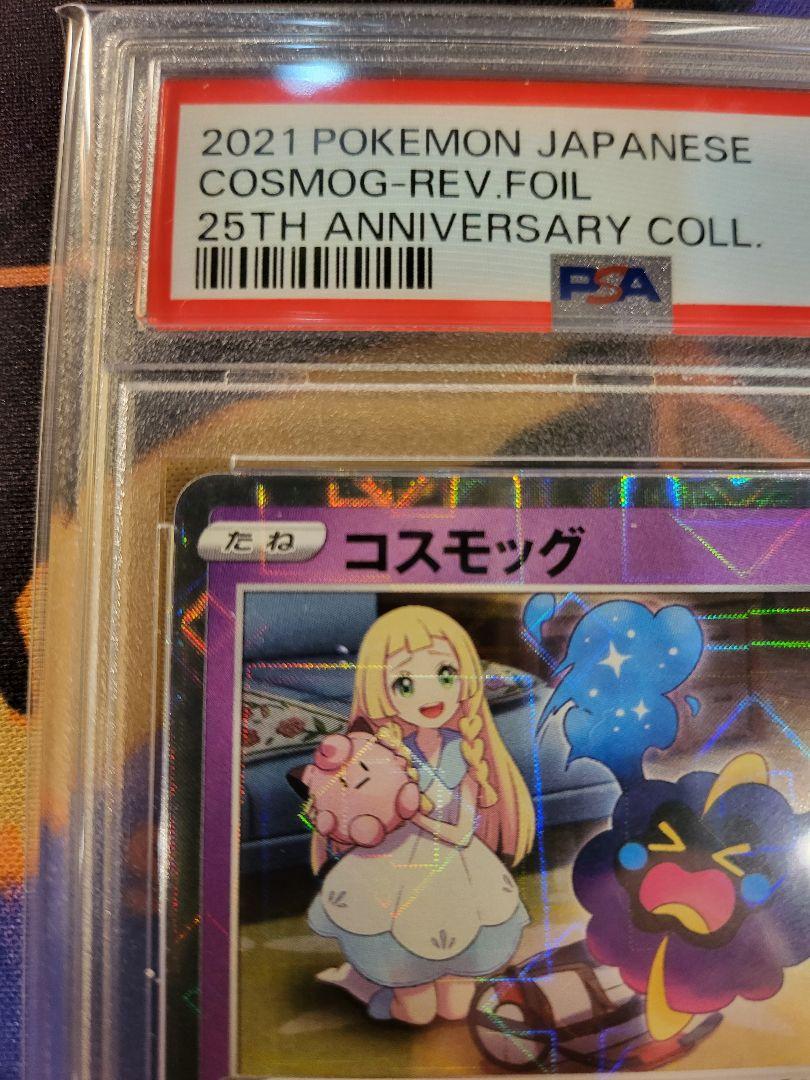 2021 POKEMON JAPANESE
COSMOG-REV.FOIL
25TH ANNIVERSARY COLL.
PSA
たね コスモッグ